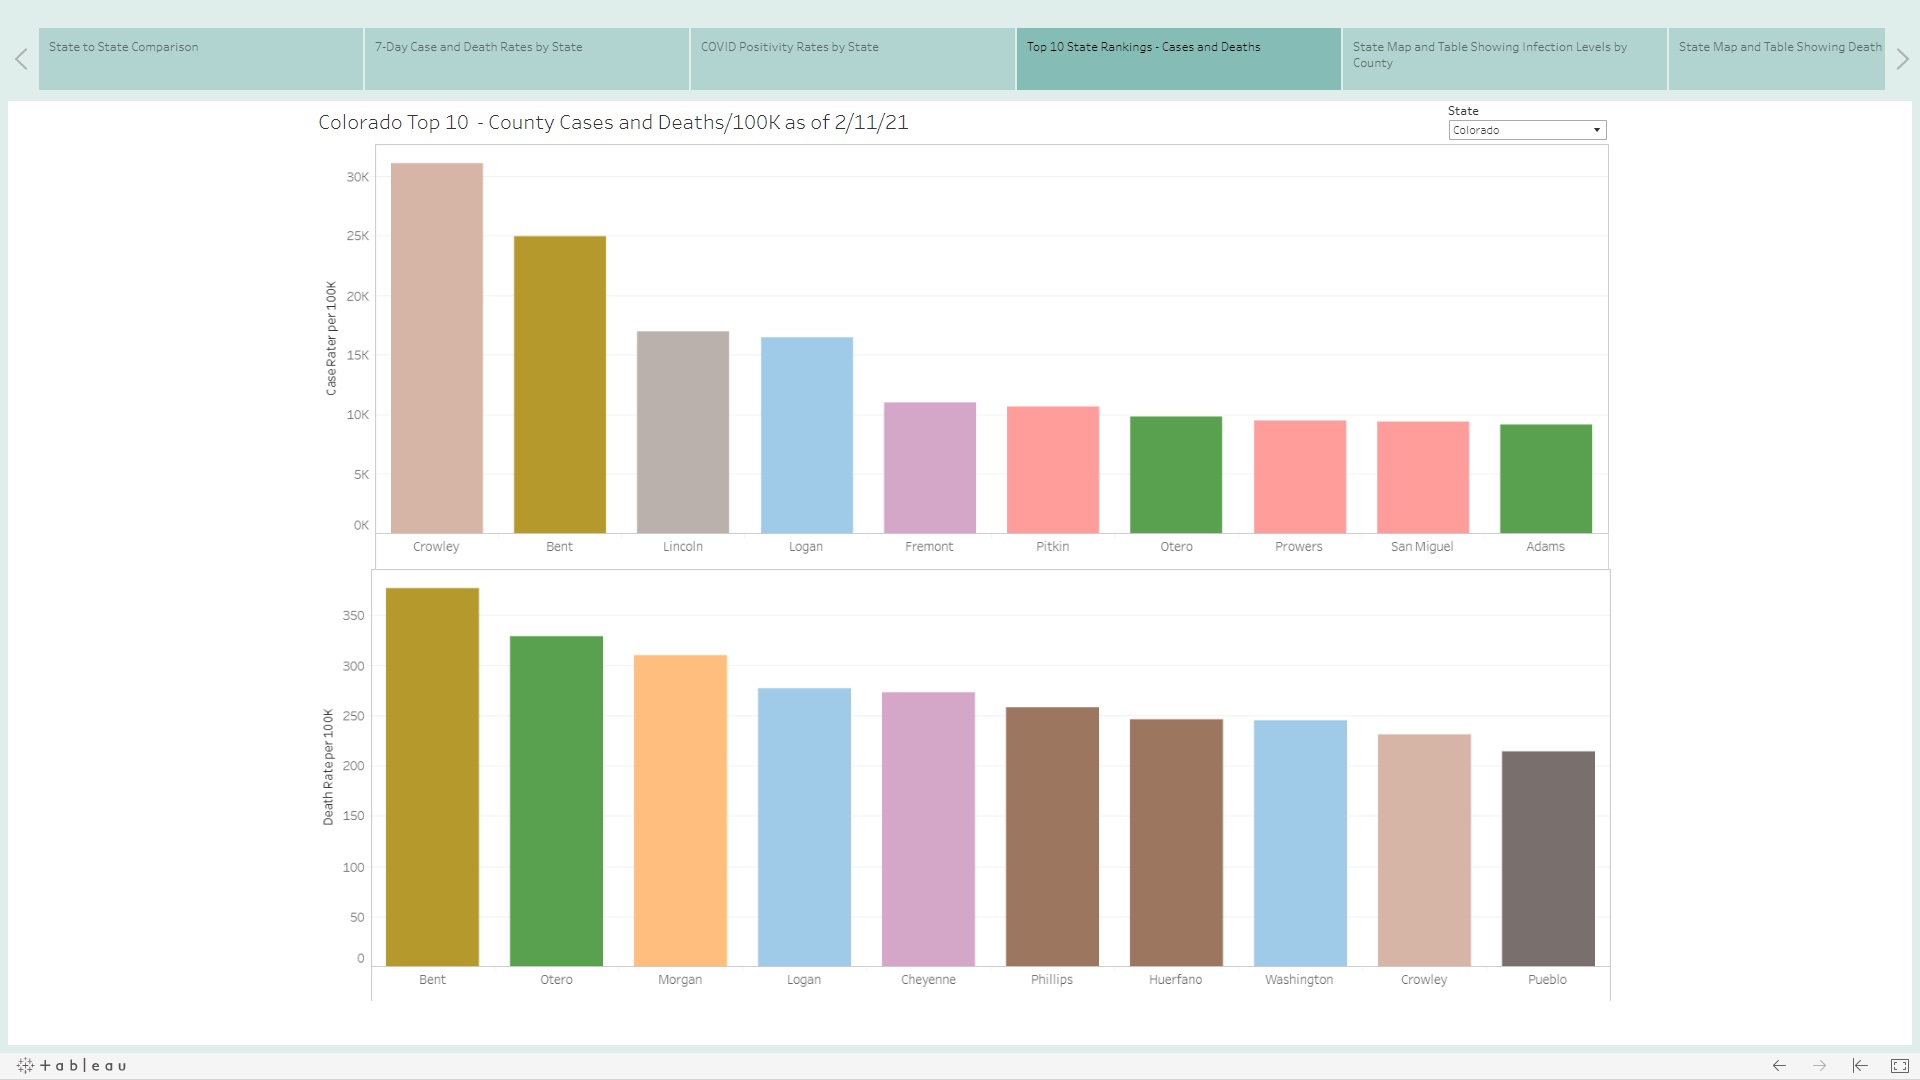 State to State Comparison
7-Day Case and Death Rates by State
COVID Positivity Rates by State
Top 10 State Rankings - Cases and Deaths
State Map and Table Showing Infection Levels by
County
State Map and Table Showing Death
Colorado Top 10 - County Cases and Deaths/100K as of 2/11/21
State
Colorado
Case Rater per 100K
30K
25K
20K
15K
10K
5K
0K
Crowley Bent Lincoln Logan Fremont Pitkin Otero Prowers San Miguel Adams
Death Rate per 100K
350
300
250
200
150
100
50
0
Bent Otero Morgan Logan Cheyenne Phillips Huerfano Washington Crowley Pueblo
+ableau